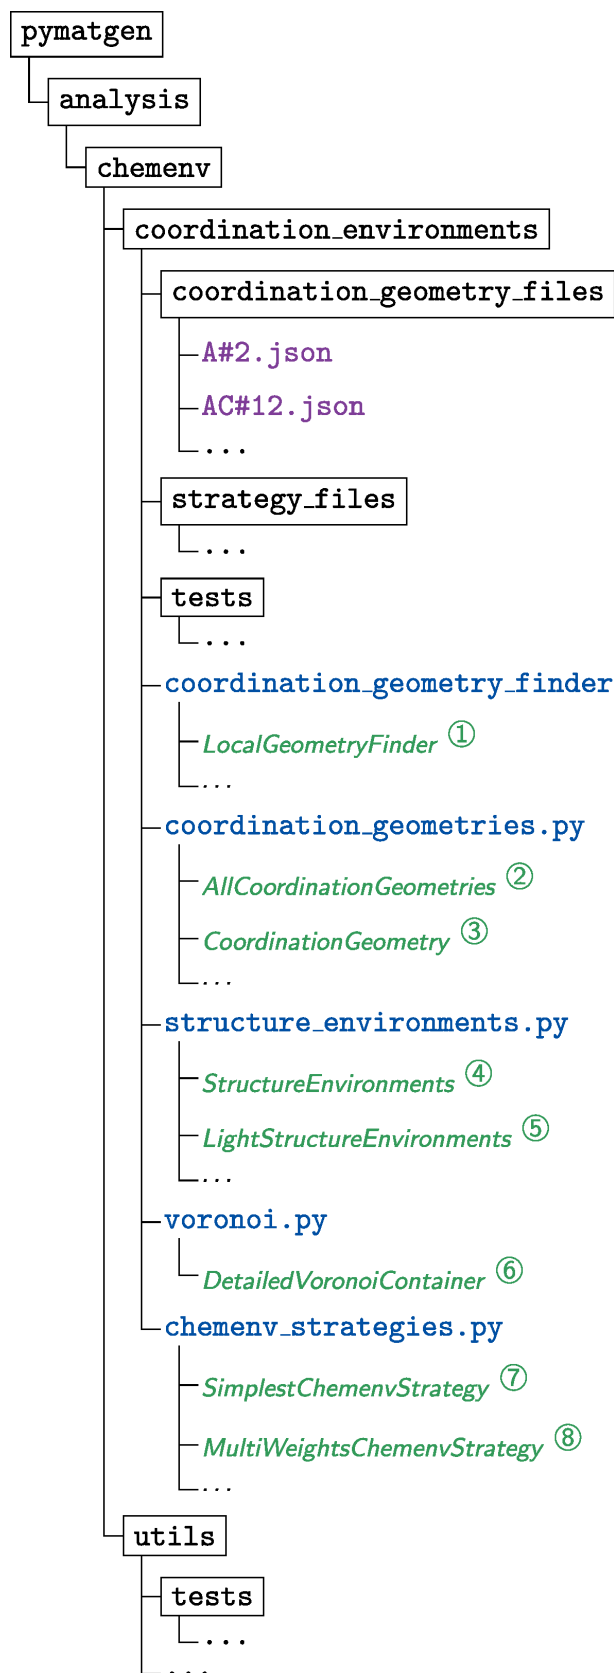 pymatgen
analysis
chemenv
coordination_environments
coordination_geometry_files
A#2.json
AC#12.json
...
strategy_files
...
tests
...
coordination_geometry_finder
LocalGeometryFinder ①
...
coordination_geometries.py
AllCoordinationGeometries ②
CoordinationGeometry ③
...
structure_environments.py
StructureEnvironments ④
LightStructureEnvironments ⑤
...
voronoi.py
DetailedVoronoiContainer ⑥
chemenv_strategies.py
SimplestChemenvStrategy ⑦
MultiWeightsChemenvStrategy ⑧
...
utils
tests
...
...